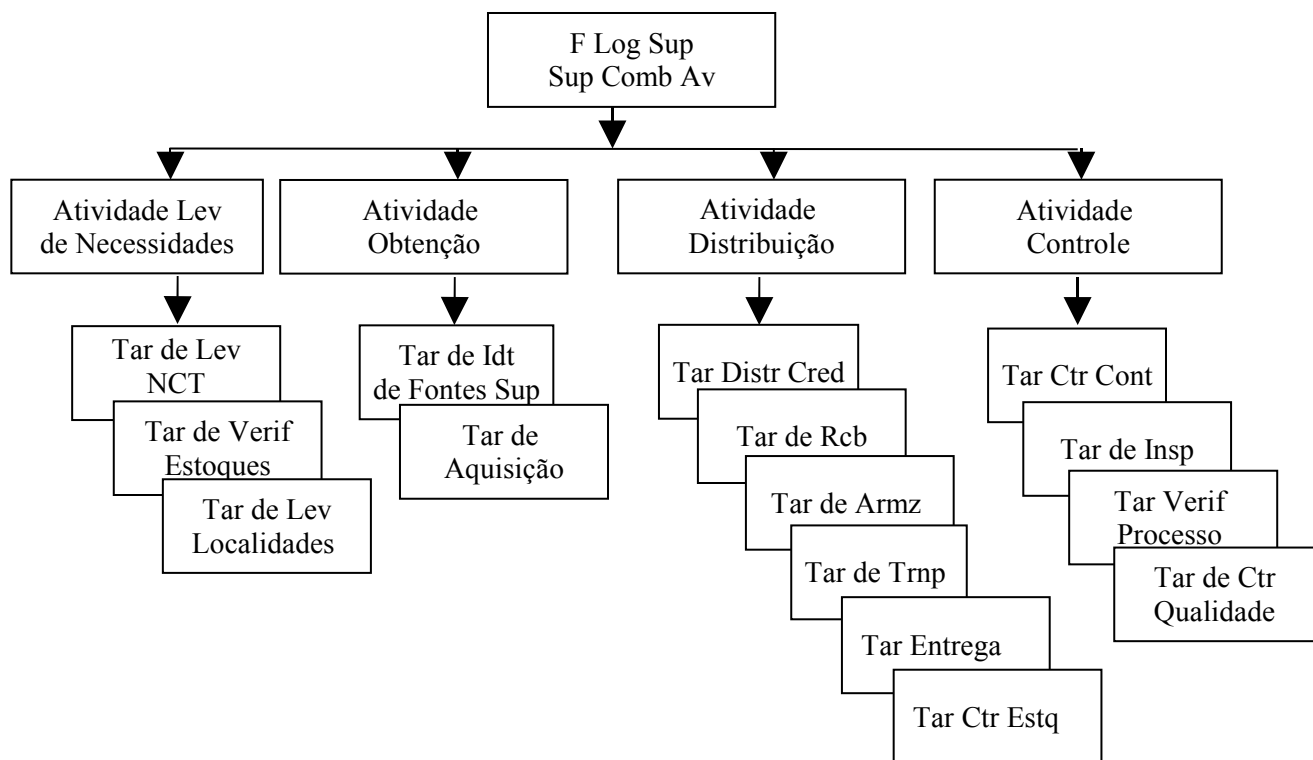 F Log Sup
Sup Comb Av
Atividade Lev
de Necessidades
Atividade
Obtenção
Atividade
Distribuição
Atividade
Controle
Tar de Lev
NCT
Tar de Verif
Estoques
Tar de Lev
Localidades
Tar de Idt
de Fontes Sup
Tar de
Aquisição
Tar Distr Cred
Tar de Rcb
Tar de Armz
Tar de Trnp
Tar Entrega
Tar Ctr Estq
Tar Ctr Cont
Tar de Insp
Tar Verif
Processo
Tar de Ctr
Qualidade